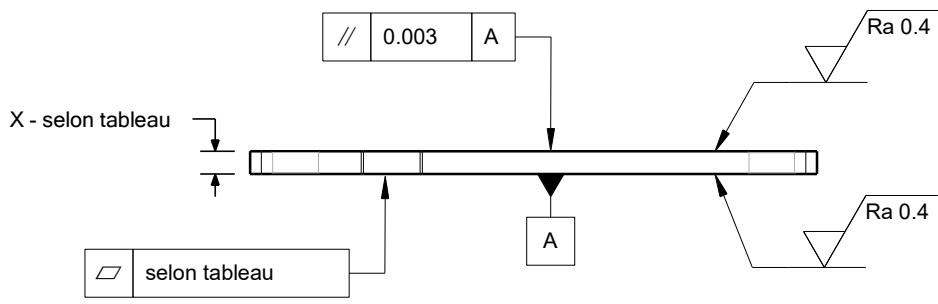 // 0.003 A
Ra 0.4
X - selon tableau
A
Ra 0.4
⏥ selon tableau